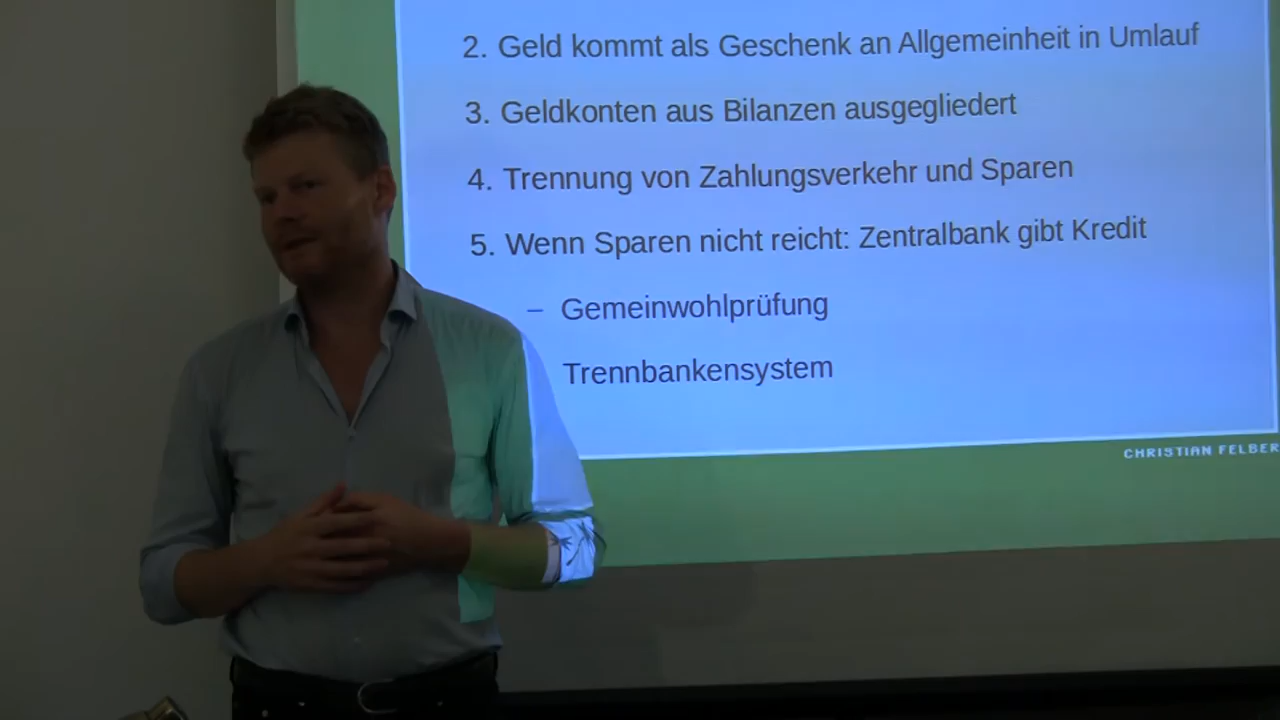 2. Geld kommt als Geschenk an Allgemeinheit in Umlauf
3. Geldkonten aus Bilanzen ausgegliedert
4. Trennung von Zahlungsverkehr und Sparen
5. Wenn Sparen nicht reicht: Zentralbank gibt Kredit
– Gemeinwohlprüfung
Trennbankensystem
CHRISTIAN FELBER